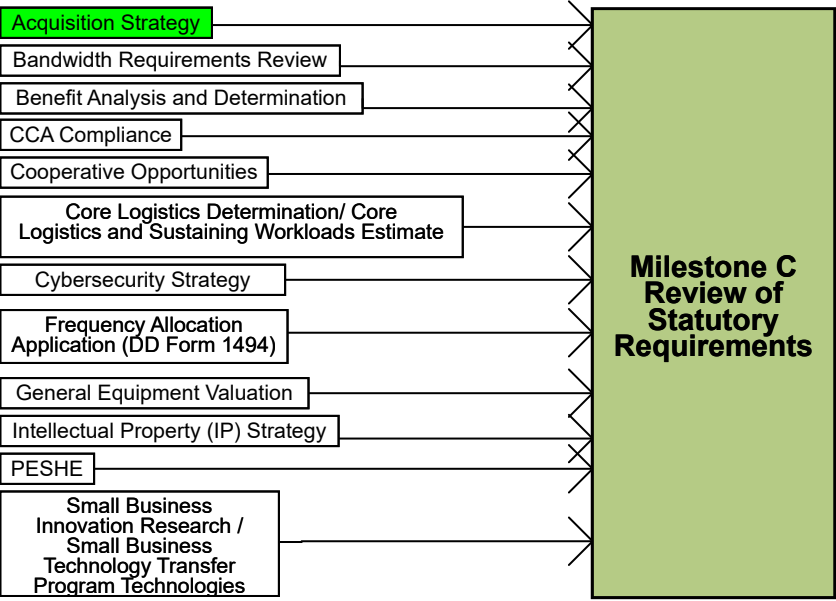 Acquisition Strategy
Bandwidth Requirements Review
Benefit Analysis and Determination
CCA Compliance
Cooperative Opportunities
Core Logistics Determination/ Core
Logistics and Sustaining Workloads Estimate
Cybersecurity Strategy
Frequency Allocation
Application (DD Form 1494)
General Equipment Valuation
Intellectual Property (IP) Strategy
PESHE
Small Business
Innovation Research /
Small Business
Technology Transfer
Program Technologies
Milestone C
Review of
Statutory
Requirements